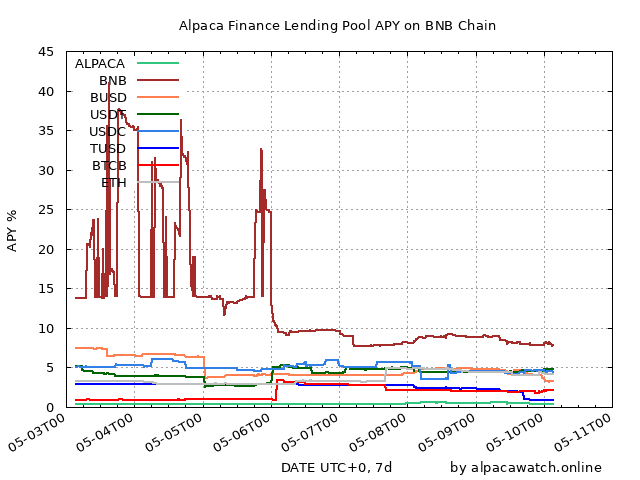 Alpaca Finance Lending Pool APY on BNB Chain
APY %
45
40
35
30
25
20
15
10
5
0
ALPACA
BNB
BUSD
USDT
USDC
TUSD
BTCB
ETH
05-03T00
05-04T00
05-05T00
05-06T00
05-07T00
05-08T00
05-09T00
05-10T00
05-11T00
DATE UTC+0, 7d
by alpacawatch.online